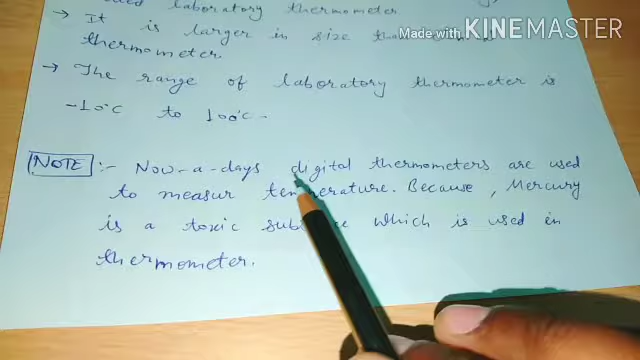 laboratory thermometer
→ It is larger in size than
thermometer.
→ The range of laboratory thermometer is
-10°C to 100°C.
NOTE :- Now-a-days digital thermometers are used
to measur temperature. Because, Mercury
is a toxic which is used in
thermometer.
Made with KINEMASTER